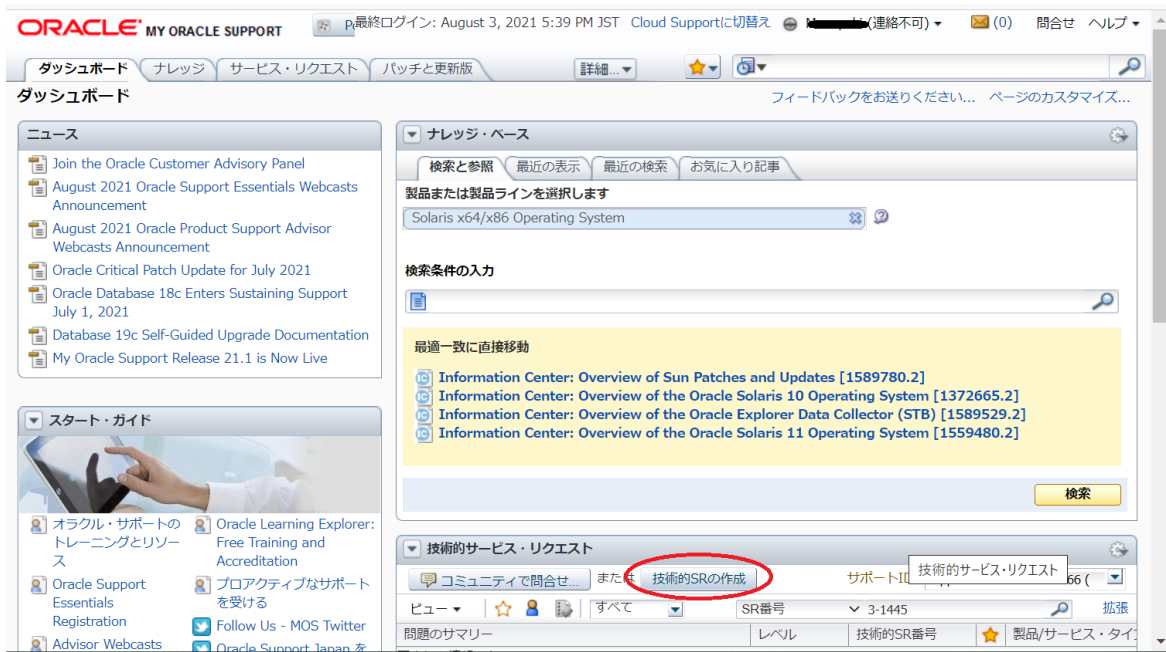 ORACLE MY ORACLE SUPPORT
最終ログイン: August 3, 2021 5:39 PM JST Cloud Supportに切替え (連絡不可) (0) 問合せ ヘルプ
ダッシュボード ナレッジ サービス・リクエスト パッチと更新版 詳細...
ダッシュボード
フィードバックをお送りください... ページのカスタマイズ...
ニュース
Join the Oracle Customer Advisory Panel
August 2021 Oracle Support Essentials Webcasts
Announcement
August 2021 Oracle Product Support Advisor
Webcasts Announcement
Oracle Critical Patch Update for July 2021
Oracle Database 18c Enters Sustaining Support
July 1, 2021
Database 19c Self-Guided Upgrade Documentation
My Oracle Support Release 21.1 is Now Live
スタート・ガイド
オラクル・サポートの
トレーニングとリソー
ス
Oracle Support
Essentials
Registration
Advisor Webcasts
Oracle Learning Explorer:
Free Training and
Accreditation
プロアクティブなサポート
を受ける
Follow Us - MOS Twitter
Oracle Support Japan を
ナレッジ・ベース
検索と参照 最近の表示 最近の検索 お気に入り記事
製品または製品ラインを選択します
Solaris x64/x86 Operating System
検索条件の入力
最適一致に直接移動
Information Center: Overview of Sun Patches and Updates [1589780.2]
Information Center: Overview of the Oracle Solaris 10 Operating System [1372665.2]
Information Center: Overview of the Oracle Explorer Data Collector (STB) [1589529.2]
Information Center: Overview of the Oracle Solaris 11 Operating System [1559480.2]
検索
技術的サービス・リクエスト
コミュニティで問合せ... または 技術的SRの作成 サポートID 技術的サービス・リクエスト 66 (
ビュー すべて SR番号 3-1445 拡張
問題のサマリー レベル 技術的SR番号 製品/サービス・タイ